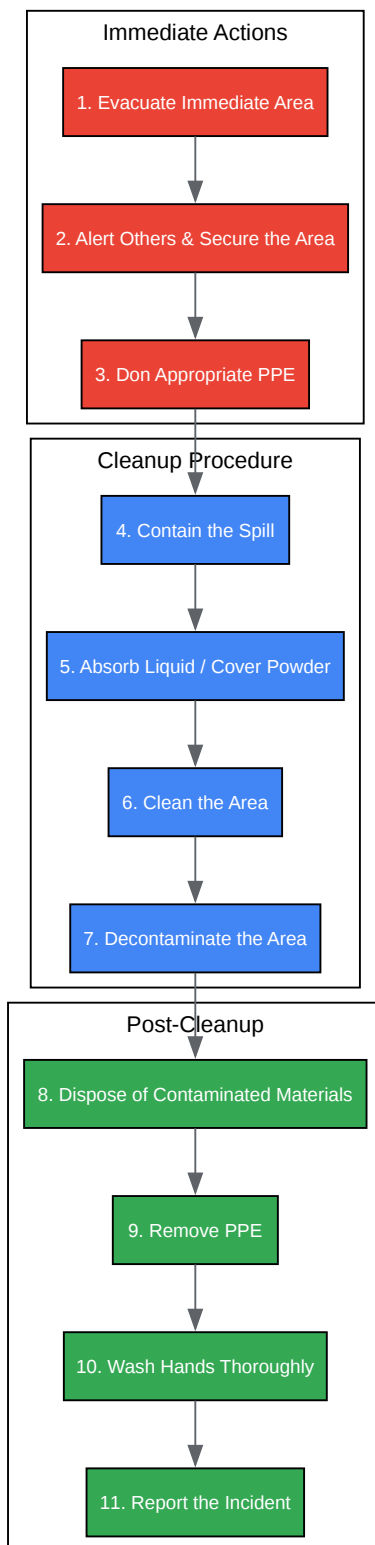 Immediate Actions
1. Evacuate Immediate Area
2. Alert Others & Secure the Area
3. Don Appropriate PPE
Cleanup Procedure
4. Contain the Spill
5. Absorb Liquid / Cover Powder
6. Clean the Area
7. Decontaminate the Area
Post-Cleanup
8. Dispose of Contaminated Materials
9. Remove PPE
10. Wash Hands Thoroughly
11. Report the Incident